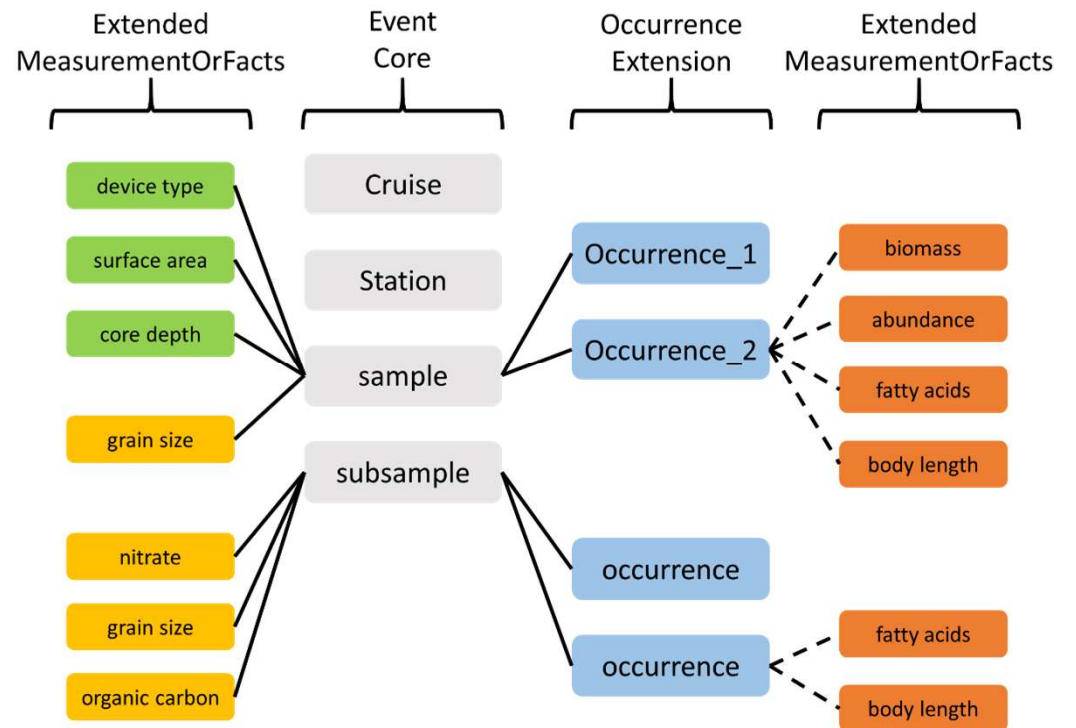 Extended
MeasurementOrFacts
Event
Core
Occurrence
Extension
Extended
MeasurementOrFacts
device type
surface area
core depth
grain size
nitrate
grain size
organic carbon
Cruise
Station
sample
subsample
Occurrence_1
Occurrence_2
occurrence
occurrence
biomass
abundance
fatty acids
body length
fatty acids
body length